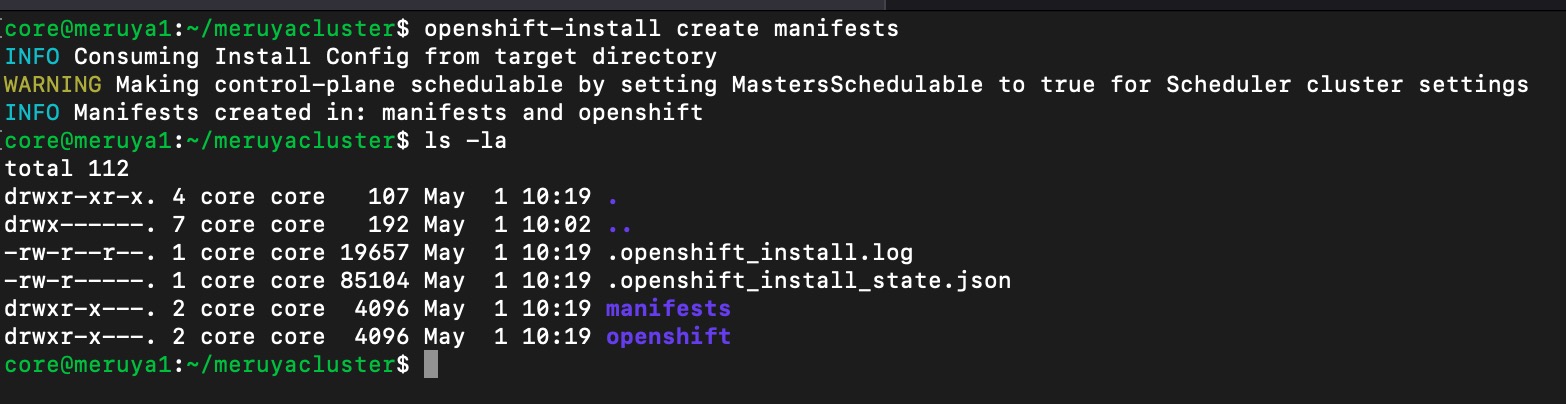 core@meruya1:~/meruyacluster$ openshift-install create manifests
INFO Consuming Install Config from target directory
WARNING Making control-plane schedulable by setting MastersSchedulable to true for Scheduler cluster settings
INFO Manifests created in: manifests and openshift
core@meruya1:~/meruyacluster$ ls -la
total 112
drwxr-xr-x. 4 core core   107 May  1 10:19 .
drwx------. 7 core core   192 May  1 10:02 ..
-rw-r--r--. 1 core core 19657 May  1 10:19 .openshift_install.log
-rw-r-----. 1 core core 85104 May  1 10:19 .openshift_install_state.json
drwxr-x---. 2 core core  4096 May  1 10:19 manifests
drwxr-x---. 2 core core  4096 May  1 10:19 openshift
core@meruya1:~/meruyacluster$